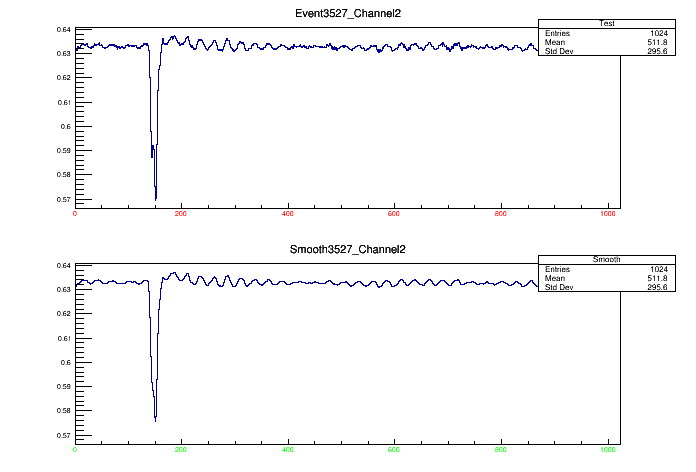 Event3527_Channel2
Test
Entries 1024
Mean 511.8
Std Dev 295.6
0.64
0.63
0.62
0.61
0.6
0.59
0.58
0.57
0 200 400 600 800 1000
Smooth3527_Channel2
Smooth
Entries 1024
Mean 511.8
Std Dev 295.6
0.64
0.63
0.62
0.61
0.6
0.59
0.58
0.57
0 200 400 600 800 1000